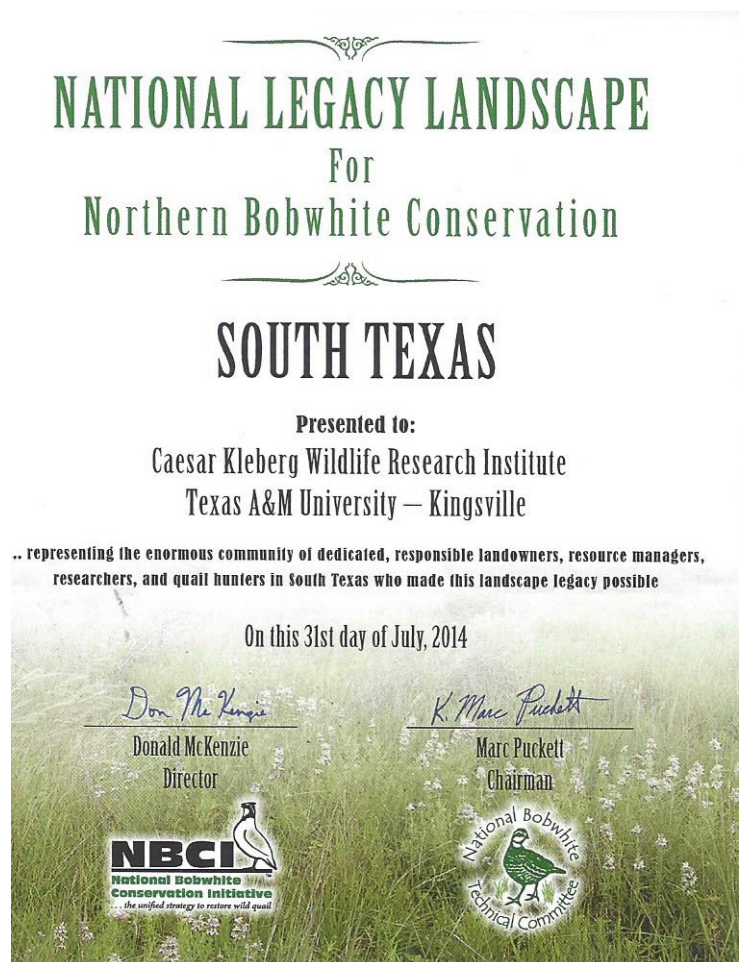 NATIONAL LEGACY LANDSCAPE
For
Northern Bobwhite Conservation
SOUTH TEXAS
Presented to:
Caesar Kleberg Wildlife Research Institute
Texas A&M University – Kingsville
.. representing the enormous community of dedicated, responsible landowners, resource managers,
researchers, and quail hunters in South Texas who made this landscape legacy possible
On this 31st day of July, 2014
Don McKenzie
K. Marc Puckett
Donald McKenzie
Marc Puckett
Director
Chairman
NBCI
National Bobwhite
Conservation Initiative
™
... the unified strategy to restore wild quail
National Bobwhite
Technical Committee